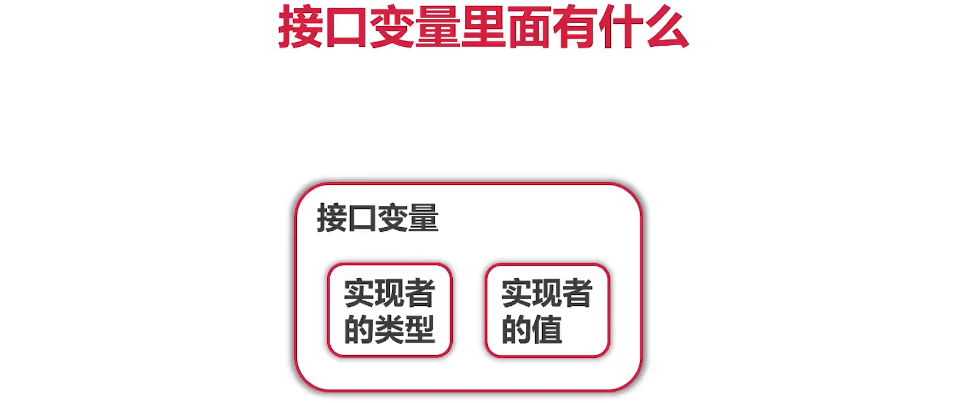 接口变量里面有什么
接口变量
实现者
的类型
实现者
的值